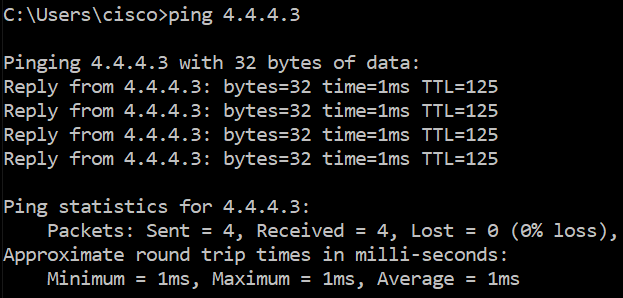 C:\Users\cisco>ping 4.4.4.3
Pinging 4.4.4.3 with 32 bytes of data:
Reply from 4.4.4.3: bytes=32 time=1ms TTL=125
Reply from 4.4.4.3: bytes=32 time=1ms TTL=125
Reply from 4.4.4.3: bytes=32 time=1ms TTL=125
Reply from 4.4.4.3: bytes=32 time=1ms TTL=125
Ping statistics for 4.4.4.3:
    Packets: Sent = 4, Received = 4, Lost = 0 (0% loss),
Approximate round trip times in milli-seconds:
    Minimum = 1ms, Maximum = 1ms, Average = 1ms